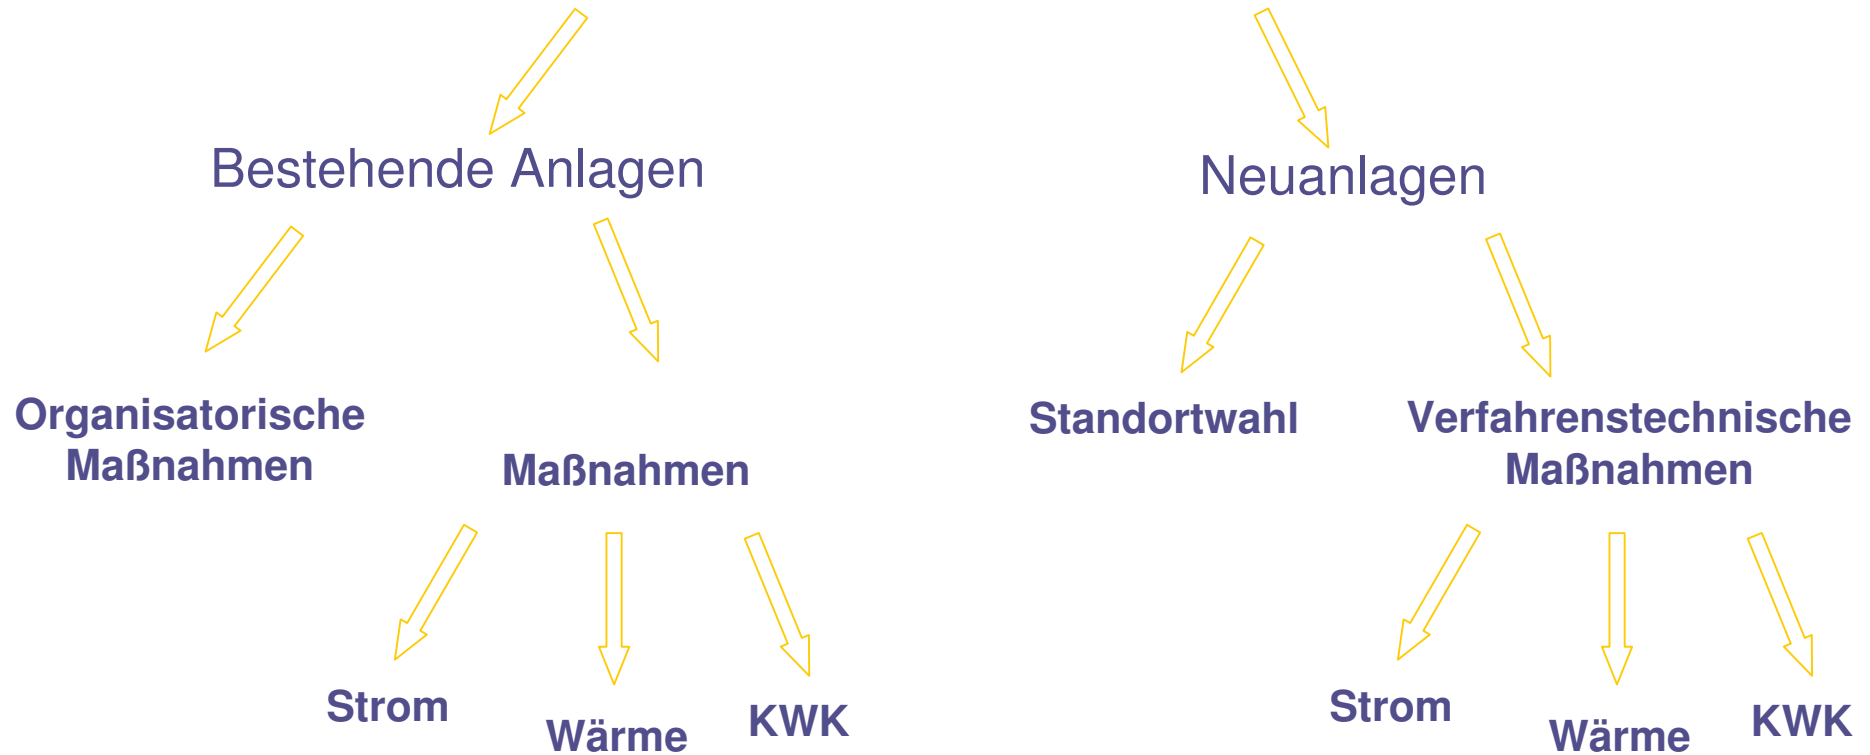 Bestehende Anlagen
Neuanlagen
Organisatorische
Maßnahmen
Maßnahmen
Standortwahl
Verfahrenstechnische
Maßnahmen
Strom
Wärme
KWK
Strom
Wärme
KWK